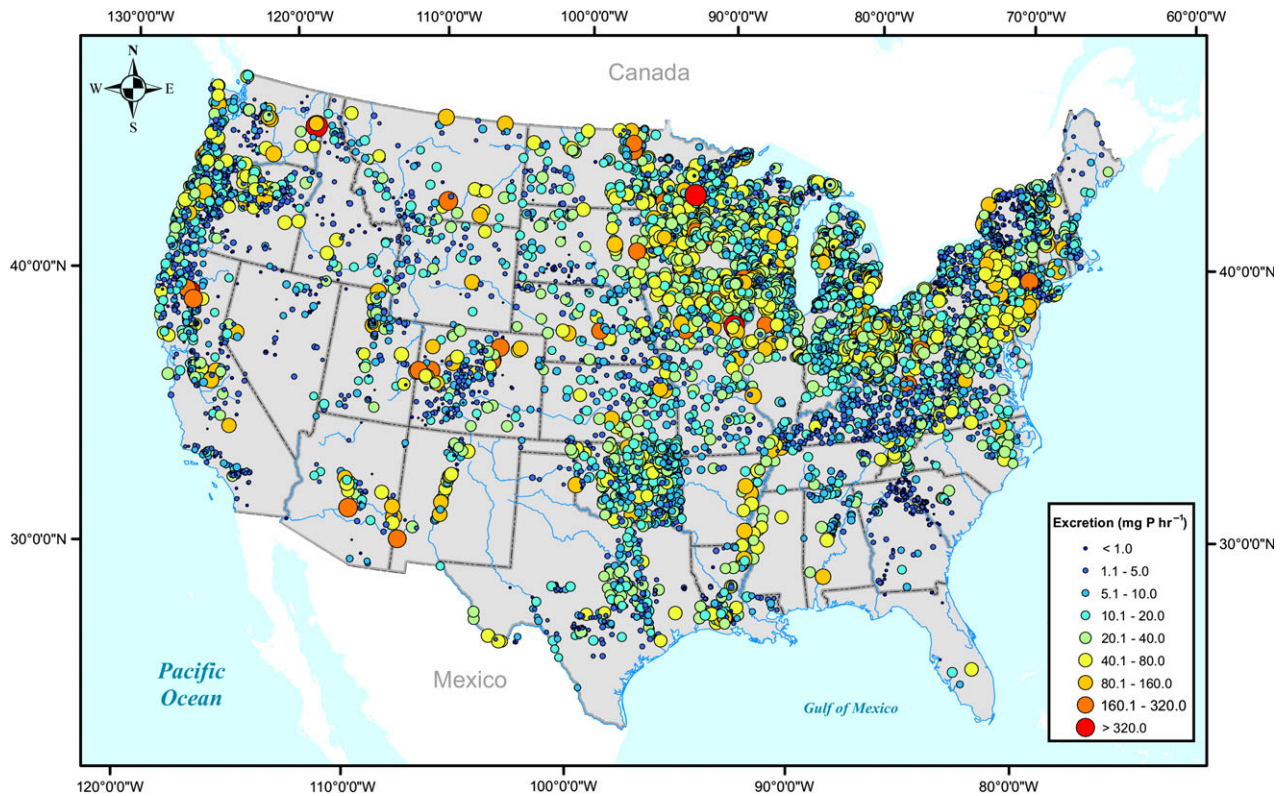 130°0'0"W 120°0'0"W 110°0'0"W 100°0'0"W 90°0'0"W 80°0'0"W 70°0'0"W 60°0'0"W
N
W E
S
Canada
40°0'0"N 40°0'0"N
30°0'0"N 30°0'0"N
Pacific
Ocean
Mexico
Gulf of Mexico
Excretion (mg P hr⁻¹)
< 1.0
1.1 - 5.0
5.1 - 10.0
10.1 - 20.0
20.1 - 40.0
40.1 - 80.0
80.1 - 160.0
160.1 - 320.0
> 320.0
120°0'0"W 110°0'0"W 100°0'0"W 90°0'0"W 80°0'0"W